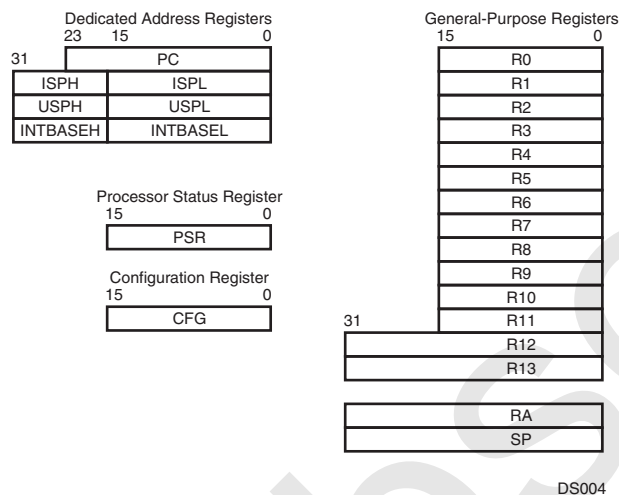 Dedicated Address Registers
23 15 0
31
PC
ISPH ISPL
USPH USPL
INTBASEH INTBASEL
Processor Status Register
15 0
PSR
Configuration Register
15 0
CFG
General-Purpose Registers
15 0
R0
R1
R2
R3
R4
R5
R6
R7
R8
R9
R10
31 R11
R12
R13
RA
SP
DS004